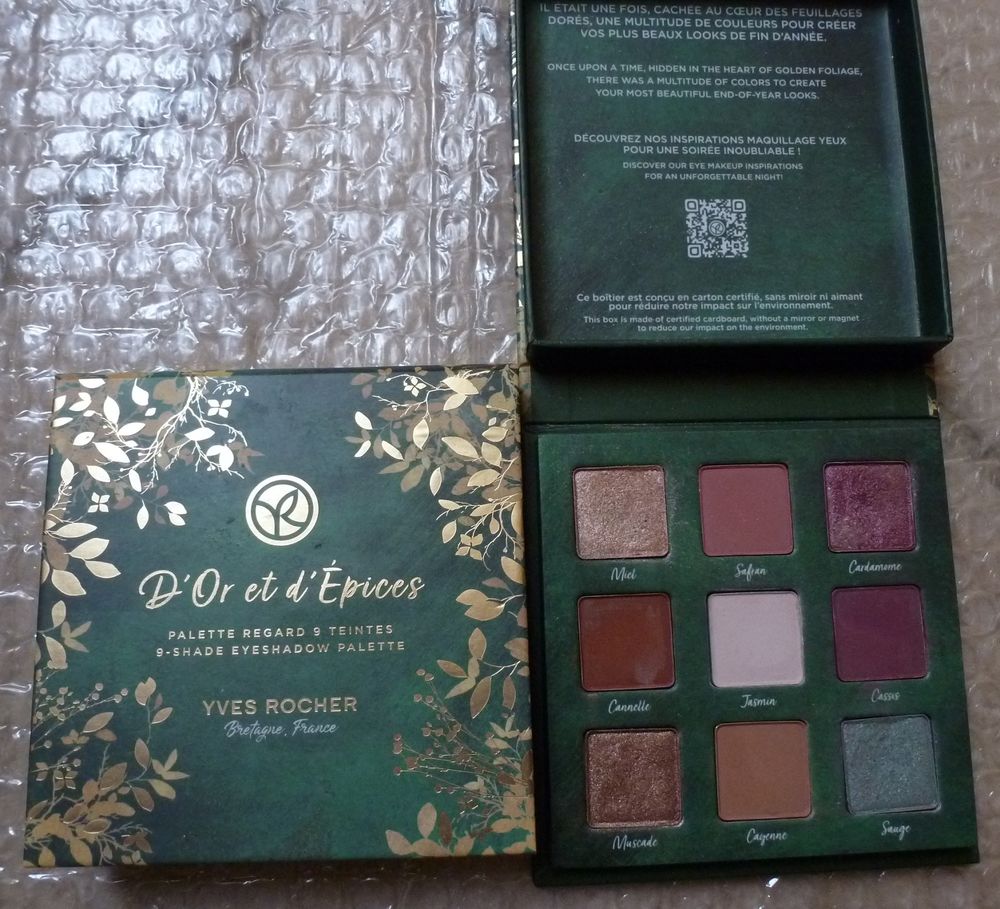 IL ÉTAIT UNE FOIS, CACHÉE AU CŒUR DES FEUILLAGES
DORÉS, UNE MULTITUDE DE COULEURS POUR CRÉER
VOS PLUS BEAUX LOOKS DE FIN D'ANNÉE.
ONCE UPON A TIME, HIDDEN IN THE HEART OF GOLDEN FOLIAGE,
THERE WAS A MULTITUDE OF COLORS TO CREATE
YOUR MOST BEAUTIFUL END-OF-YEAR LOOKS.
DÉCOUVREZ NOS INSPIRATIONS MAQUILLAGE YEUX
POUR UNE SOIRÉE INOUBLIABLE !
DISCOVER OUR EYE MAKEUP INSPIRATIONS
FOR AN UNFORGETTABLE NIGHT!
Ce boîtier est conçu en carton certifié, sans miroir ni aimant
pour réduire notre impact sur l'environnement.
This box is made of certified cardboard, without a mirror or magnet
to reduce our impact on the environment.
D'Or et d'Épices
PALETTE REGARD 9 TEINTES
9-SHADE EYESHADOW PALETTE
YVES ROCHER
Bretagne, France
Miel Safran Cardamome
Cannelle Jasmin Cassis
Muscade Cayenne Sauge